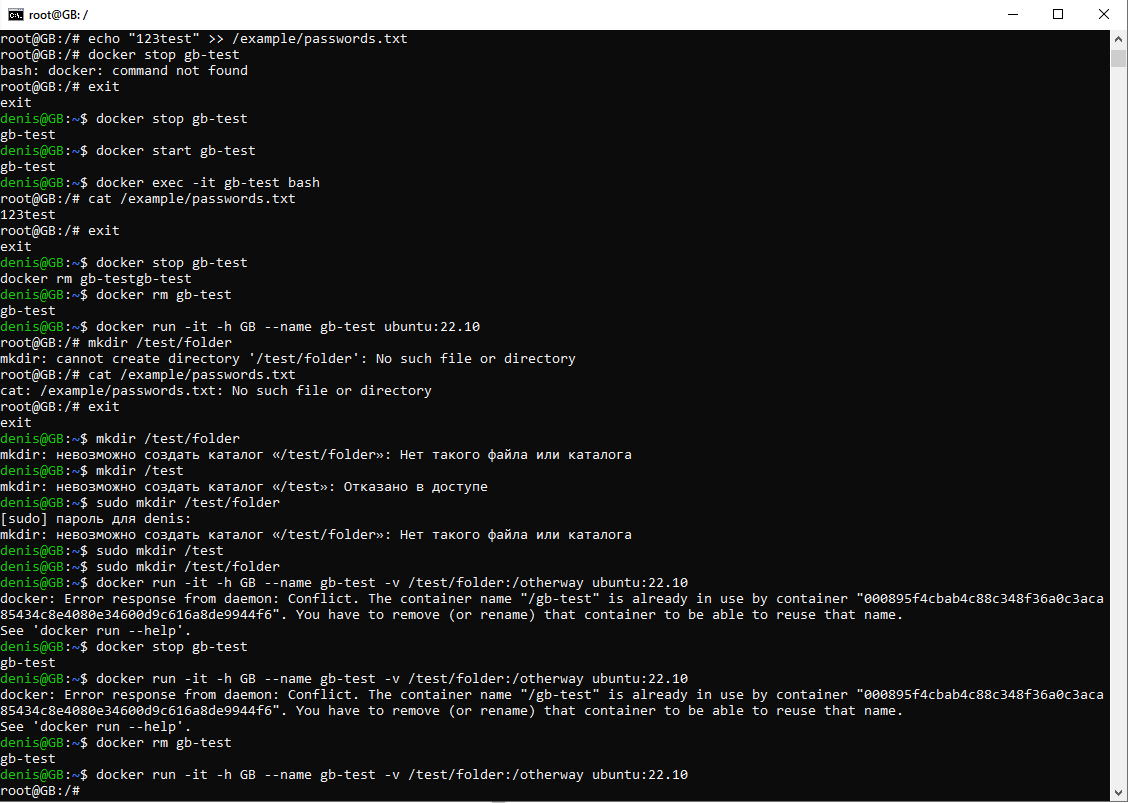 root@GB: /
root@GB:/# echo "123test" >> /example/passwords.txt
root@GB:/# docker stop gb-test
bash: docker: command not found
root@GB:/# exit
exit
denis@GB:~$ docker stop gb-test
gb-test
denis@GB:~$ docker start gb-test
gb-test
denis@GB:~$ docker exec -it gb-test bash
root@GB:/# cat /example/passwords.txt
123test
root@GB:/# exit
exit
denis@GB:~$ docker stop gb-test
docker rm gb-testgb-test
denis@GB:~$ docker rm gb-test
gb-test
denis@GB:~$ docker run -it -h GB --name gb-test ubuntu:22.10
root@GB:/# mkdir /test/folder
mkdir: cannot create directory '/test/folder': No such file or directory
root@GB:/# cat /example/passwords.txt
cat: /example/passwords.txt: No such file or directory
root@GB:/# exit
exit
denis@GB:~$ mkdir /test/folder
mkdir: невозможно создать каталог «/test/folder»: Нет такого файла или каталога
denis@GB:~$ mkdir /test
mkdir: невозможно создать каталог «/test»: Отказано в доступе
denis@GB:~$ sudo mkdir /test/folder
[sudo] пароль для denis:
mkdir: невозможно создать каталог «/test/folder»: Нет такого файла или каталога
denis@GB:~$ sudo mkdir /test
denis@GB:~$ sudo mkdir /test/folder
denis@GB:~$ docker run -it -h GB --name gb-test -v /test/folder:/otherway ubuntu:22.10
docker: Error response from daemon: Conflict. The container name "/gb-test" is already in use by container "000895f4cbab4c88c348f36a0c3aca
85434c8e4080e34600d9c616a8de9944f6". You have to remove (or rename) that container to be able to reuse that name.
See 'docker run --help'.
denis@GB:~$ docker stop gb-test
gb-test
denis@GB:~$ docker run -it -h GB --name gb-test -v /test/folder:/otherway ubuntu:22.10
docker: Error response from daemon: Conflict. The container name "/gb-test" is already in use by container "000895f4cbab4c88c348f36a0c3aca
85434c8e4080e34600d9c616a8de9944f6". You have to remove (or rename) that container to be able to reuse that name.
See 'docker run --help'.
denis@GB:~$ docker rm gb-test
gb-test
denis@GB:~$ docker run -it -h GB --name gb-test -v /test/folder:/otherway ubuntu:22.10
root@GB:/#